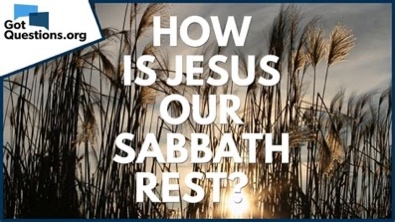 Got
Questions.org
HOW
IS JESUS
OUR
SABBATH
REST?